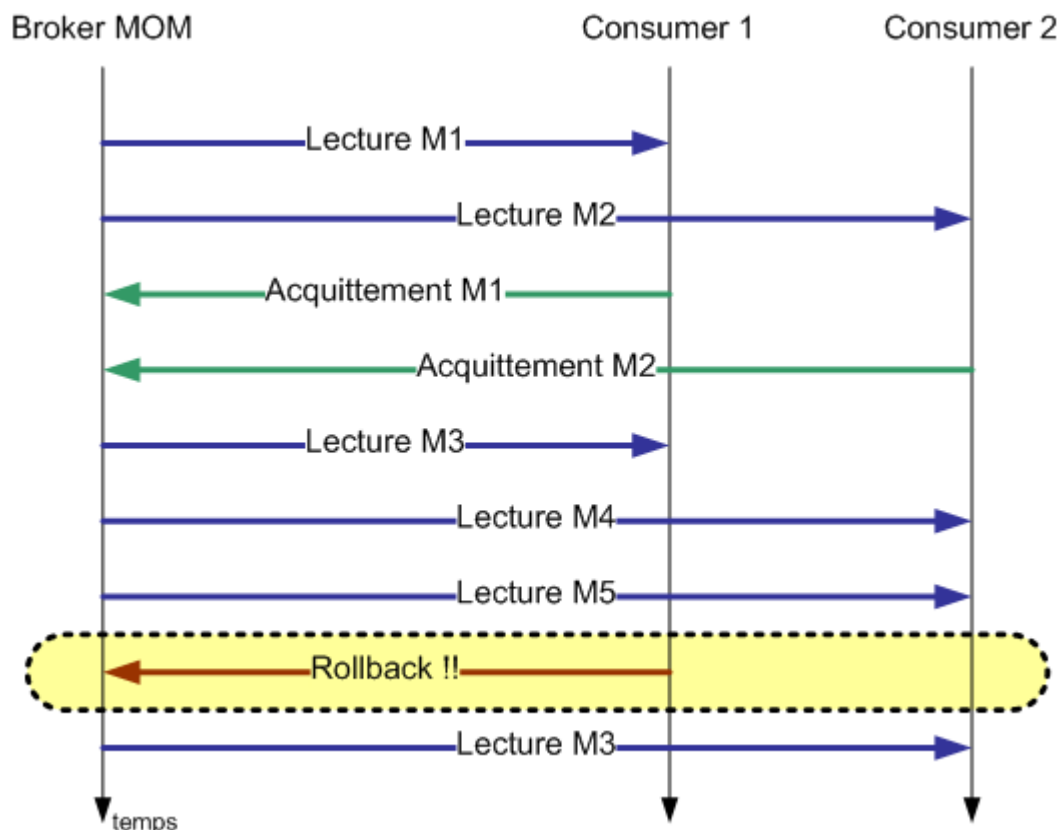 Broker MOM Consumer 1 Consumer 2
Lecture M1
Lecture M2
Acquittement M1
Acquittement M2
Lecture M3
Lecture M4
Lecture M5
Rollback !!
Lecture M3
temps